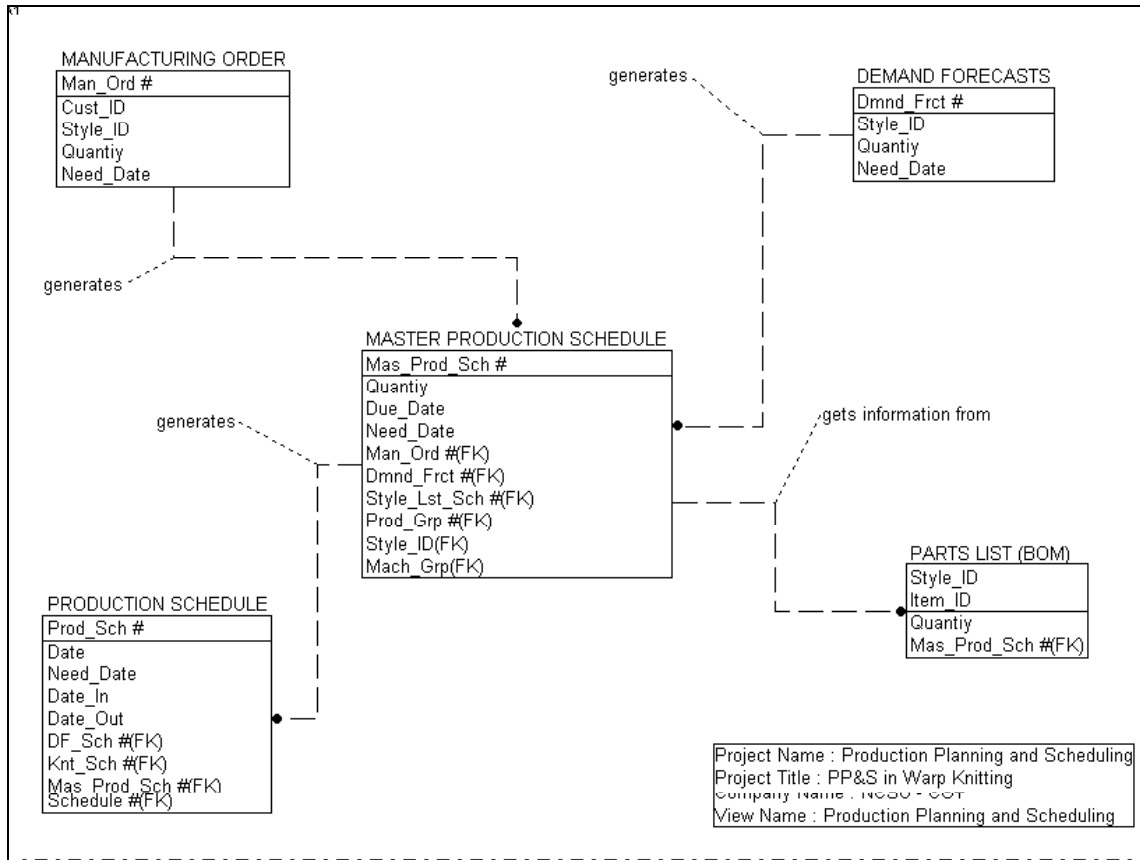 MANUFACTURING ORDER
Man_Ord #
Cust_ID
Style_ID
Quantiy
Need_Date
generates
DEMAND FORECASTS
Dmnd_Frct #
Style_ID
Quantiy
Need_Date
generates
MASTER PRODUCTION SCHEDULE
Mas_Prod_Sch #
Quantiy
Due_Date
Need_Date
Man_Ord #(FK)
Dmnd_Frct #(FK)
Style_Lst_Sch #(FK)
Prod_Grp #(FK)
Style_ID(FK)
Mach_Grp(FK)
generates
gets information from
PARTS LIST (BOM)
Style_ID
Item_ID
Quantiy
Mas_Prod_Sch #(FK)
PRODUCTION SCHEDULE
Prod_Sch #
Date
Need_Date
Date_In
Date_Out
DF_Sch #(FK)
Knt_Sch #(FK)
Mas_Prod_Sch #(FK)
Schedule #(FK)
Project Name : Production Planning and Scheduling
Project Title : PP&S in Warp Knitting
Company Name : NCSU -
View Name : Production Planning and Scheduling